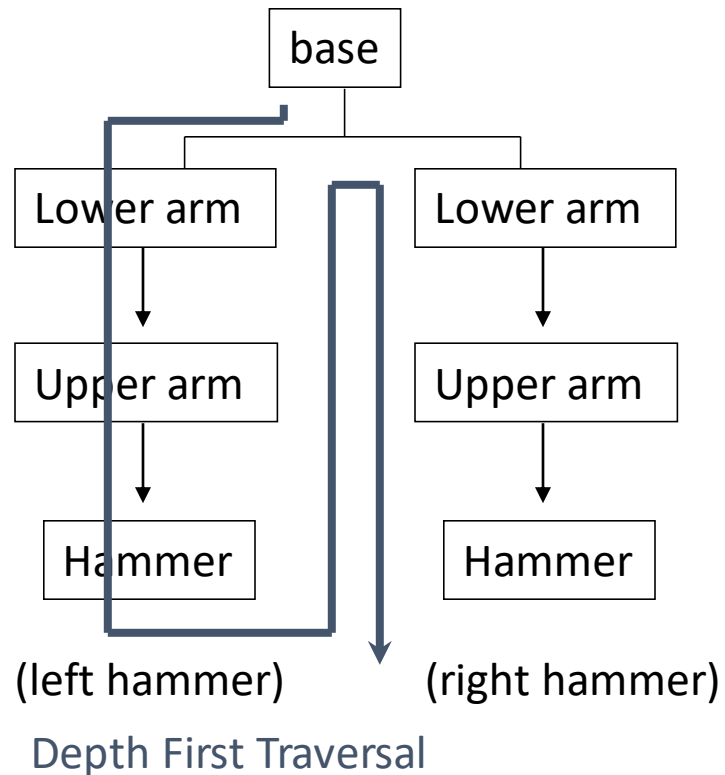 base
Lower arm
Lower arm
Upper arm
Upper arm
Hammer
Hammer
(left hammer)
(right hammer)
Depth First Traversal